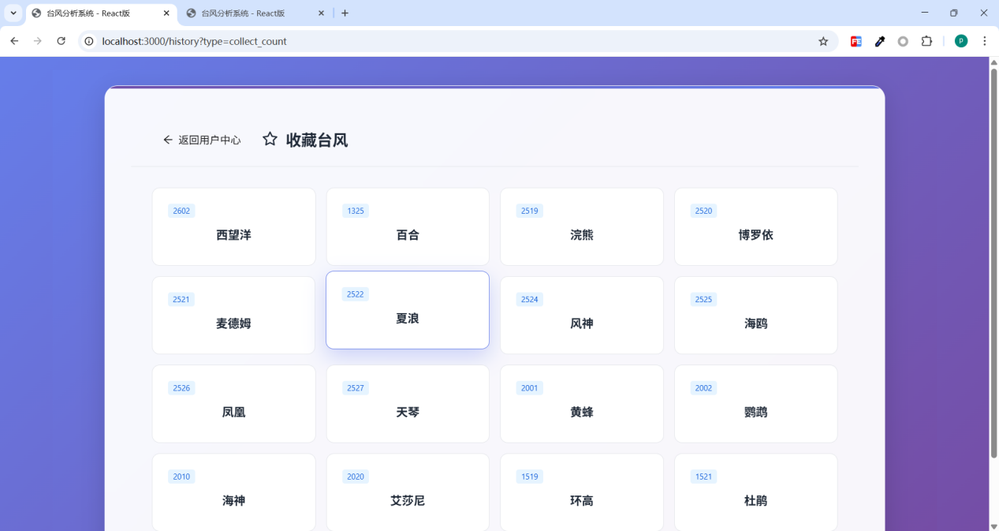 台风分析系统 - React版
台风分析系统 - React版
localhost:3000/history?type=collect_count
FE
P
返回用户中心
收藏台风
2602
西望洋
1325
百合
2519
浣熊
2520
博罗依
2521
麦德姆
2522
夏浪
2524
风神
2525
海鸥
2526
凤凰
2527
天琴
2001
黄蜂
2002
鹦鹉
2010
海神
2020
艾莎尼
1519
环高
1521
杜鹃